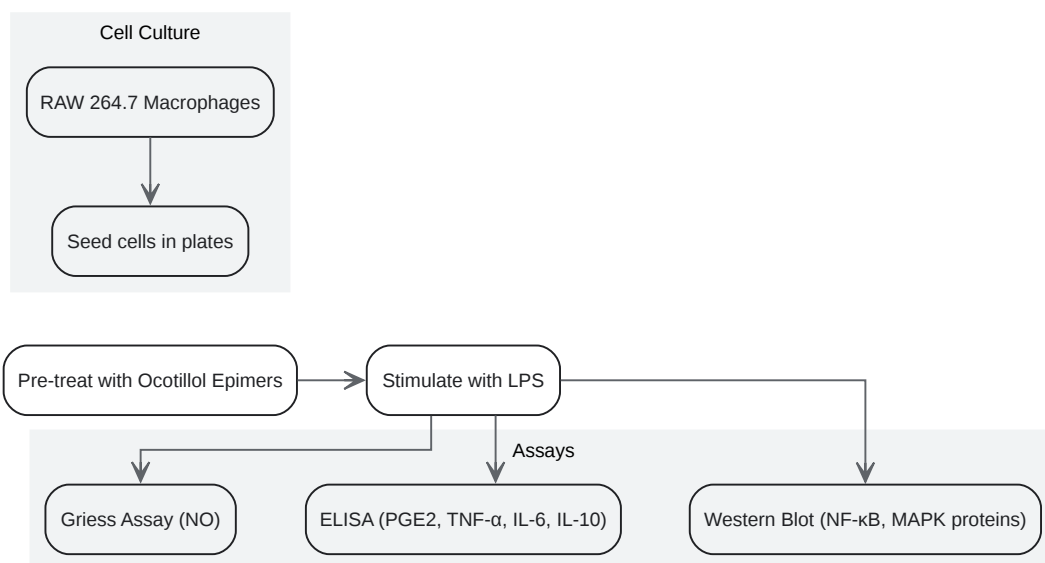 Cell Culture
RAW 264.7 Macrophages
Seed cells in plates
Pre-treat with Ocotillol Epimers
Stimulate with LPS
Assays
Griess Assay (NO)
ELISA (PGE2, TNF-α, IL-6, IL-10)
Western Blot (NF-κB, MAPK proteins)